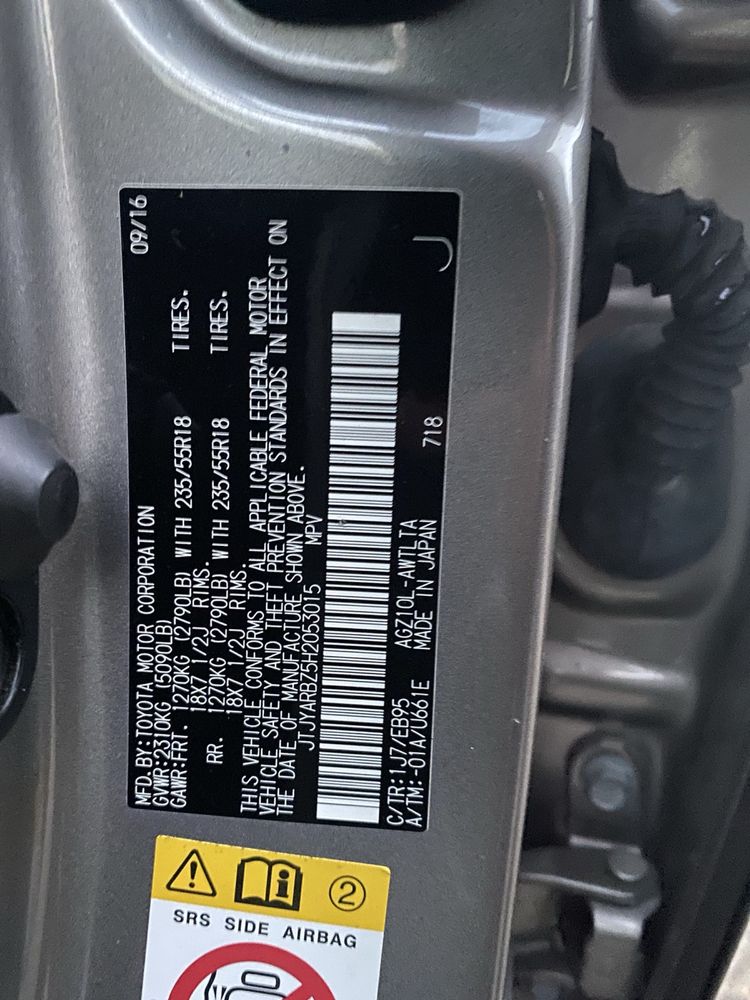 MFD.BY:TOYOTA MOTOR CORPORATION 09/16
GVWR:2310KG (5090LB)
GAWR:FRT. 1270KG (2790LB) WITH 235/55R18 TIRES.
18X7 1/2J RIMS.
RR. 1270KG (2790LB) WITH 235/55R18 TIRES.
18X7 1/2J RIMS.
THIS VEHICLE CONFORMS TO ALL APPLICABLE FEDERAL MOTOR
VEHICLE SAFETY AND THEFT PREVENTION STANDARDS IN EFFECT ON
THE DATE OF MANUFACTURE SHOWN ABOVE.
JTJYARBZ5H2053015 MPV
J
C/TR:1J7/EB95 AGZ10L-AWTLTA 718
A/TM:-01A/U661E MADE IN JAPAN
2
SRS SIDE AIRBAG